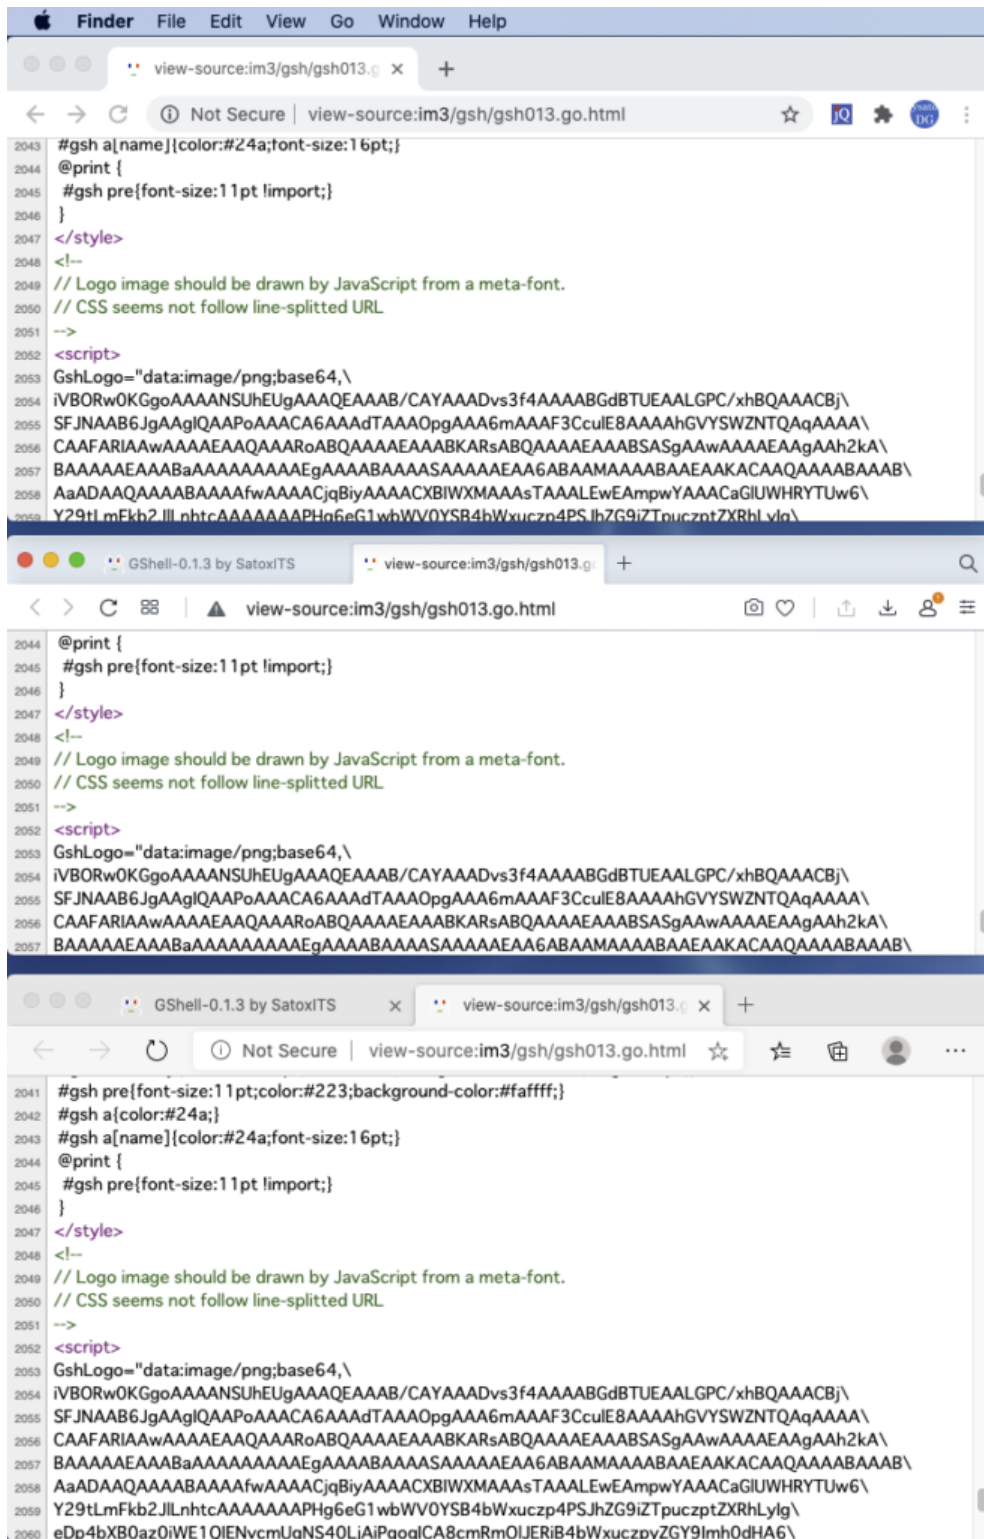 Finder File Edit View Go Window Help
view-source:im3/gsh/gsh013.g
Not Secure | view-source:im3/gsh/gsh013.go.html
2043 #gsh a[name]{color:#24a;font-size:16pt;}
2044 @print {
2045 #gsh pre{font-size:11pt !import;}
2046 }
2047 </style>
2048 <!--
2049 // Logo image should be drawn by JavaScript from a meta-font.
2050 // CSS seems not follow line-splitted URL
2051 -->
2052 <script>
2053 GshLogo="data:image/png;base64,\
2054 iVBORw0KGgoAAAANSUhEUgAAAQEAAAB/CAYAAADvs3f4AAAABGdBTUEAALGPC/xhBQAAACBj\
2055 SFJNAAB6JgAAgIQAAPoAAACA6AAAdTAAAOpgAAA6mAAAF3CculE8AAAAhGVYSWZNTQAqAAAA\
2056 CAAFARIAAwAAAAEAAQAAARoABQAAAAEAAABKARsABQAAAAEAAABSASgAAwAAAAEAAgAAh2kA\
2057 BAAAAAEAAABaAAAAAAAAAEgAAAABAAAASAAAAAEAA6ABAAMAAAABAAEAAKACAAQAAAABAAAB\
2058 AaADAAQAAAABAAAAfwAAAACjqBiyAAAACXBIWXMAAAsTAAALEwEAmpwYAAACaGlUWHRYTUw6\
2059 Y29tLmFkb2JlLnhtcAAAAAAAPHg6eG1wbWV0YSB4bWxuczp4PSJhZG9iZTpuczptZXRhLyIg\
GShell-0.1.3 by SatoxITS view-source:im3/gsh/gsh013.g
view-source:im3/gsh/gsh013.go.html
2044 @print {
2045 #gsh pre{font-size:11pt !import;}
2046 }
2047 </style>
2048 <!--
2049 // Logo image should be drawn by JavaScript from a meta-font.
2050 // CSS seems not follow line-splitted URL
2051 -->
2052 <script>
2053 GshLogo="data:image/png;base64,\
2054 iVBORw0KGgoAAAANSUhEUgAAAQEAAAB/CAYAAADvs3f4AAAABGdBTUEAALGPC/xhBQAAACBj\
2055 SFJNAAB6JgAAgIQAAPoAAACA6AAAdTAAAOpgAAA6mAAAF3CculE8AAAAhGVYSWZNTQAqAAAA\
2056 CAAFARIAAwAAAAEAAQAAARoABQAAAAEAAABKARsABQAAAAEAAABSASgAAwAAAAEAAgAAh2kA\
2057 BAAAAAEAAABaAAAAAAAAAEgAAAABAAAASAAAAAEAA6ABAAMAAAABAAEAAKACAAQAAAABAAAB\
GShell-0.1.3 by SatoxITS view-source:im3/gsh/gsh013.g
Not Secure | view-source:im3/gsh/gsh013.go.html
2041 #gsh pre{font-size:11pt;color:#223;background-color:#faffff;}
2042 #gsh a{color:#24a;}
2043 #gsh a[name]{color:#24a;font-size:16pt;}
2044 @print {
2045 #gsh pre{font-size:11pt !import;}
2046 }
2047 </style>
2048 <!--
2049 // Logo image should be drawn by JavaScript from a meta-font.
2050 // CSS seems not follow line-splitted URL
2051 -->
2052 <script>
2053 GshLogo="data:image/png;base64,\
2054 iVBORw0KGgoAAAANSUhEUgAAAQEAAAB/CAYAAADvs3f4AAAABGdBTUEAALGPC/xhBQAAACBj\
2055 SFJNAAB6JgAAgIQAAPoAAACA6AAAdTAAAOpgAAA6mAAAF3CculE8AAAAhGVYSWZNTQAqAAAA\
2056 CAAFARIAAwAAAAEAAQAAARoABQAAAAEAAABKARsABQAAAAEAAABSASgAAwAAAAEAAgAAh2kA\
2057 BAAAAAEAAABaAAAAAAAAAEgAAAABAAAASAAAAAEAA6ABAAMAAAABAAEAAKACAAQAAAABAAAB\
2058 AaADAAQAAAABAAAAfwAAAACjqBiyAAAACXBIWXMAAAsTAAALEwEAmpwYAAACaGlUWHRYTUw6\
2059 Y29tLmFkb2JlLnhtcAAAAAAAPHg6eG1wbWV0YSB4bWxuczp4PSJhZG9iZTpuczptZXRhLyIg\
2060 eDp4bXB0az0iWE1QIENvcmUgNS40LjAiPgogICA8cmRmOlJERiB4bWxuczpyZGY9Imh0dHA6\